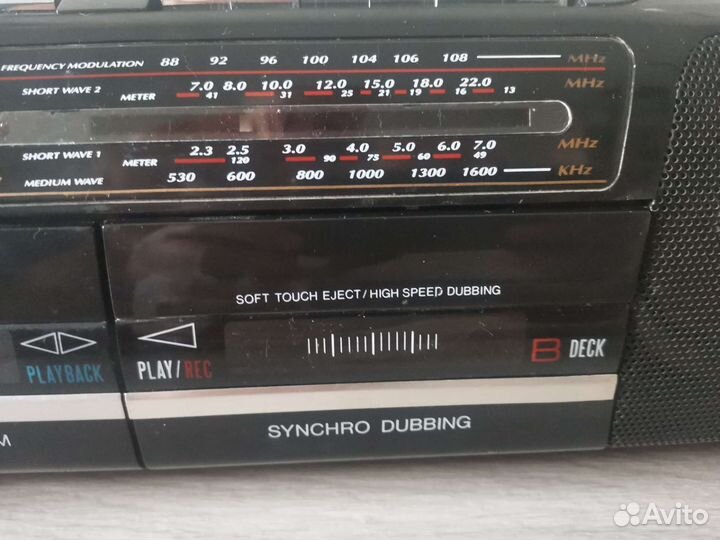 FREQUENCY MODULATION 88 92 96 100 104 106 108 MHz
SHORT WAVE 2 7.0 8.0 10.0 12.0 15.0 18.0 22.0 MHz
METER 41 31 25 21 19 16 13
SHORT WAVE 1 2.3 2.5 3.0 4.0 5.0 6.0 7.0 MHz
METER 120 90 75 60 49
MEDIUM WAVE 530 600 800 1000 1300 1600 KHz
SOFT TOUCH EJECT/HIGH SPEED DUBBING
PLAYBACK
PLAY/REC
B DECK
M
SYNCHRO DUBBING
Avito